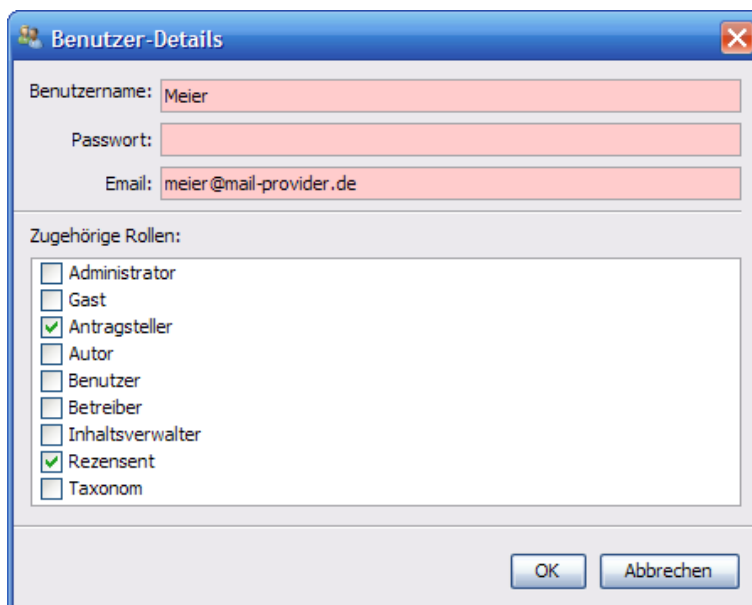 Benutzer-Details
Benutzername: Meier
Passwort:
Email: meier@mail-provider.de
Zugehörige Rollen:
Administrator
Gast
Antragsteller
Autor
Benutzer
Betreiber
Inhaltsverwalter
Rezensent
Taxonom
OK Abbrechen